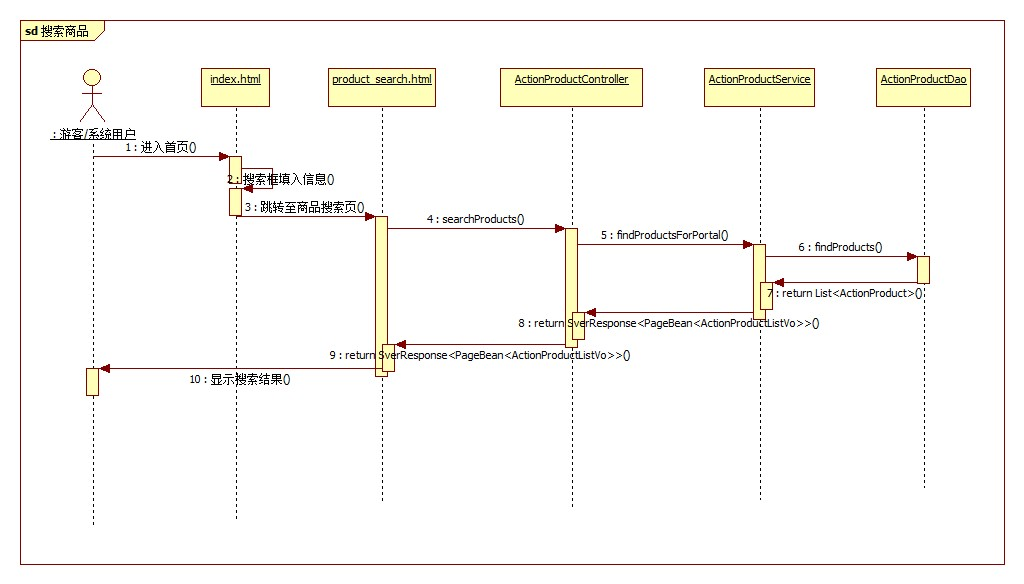 sd 搜索商品
index.html
product_search.html
ActionProductController
ActionProductService
ActionProductDao
: 游客/系统用户
1 : 进入首页()
2 : 搜索框填入信息()
3 : 跳转至商品搜索页()
4 : searchProducts()
5 : findProductsForPortal()
6 : findProducts()
7 : return List<ActionProduct>()
8 : return SverResponse<PageBean<ActionProductListVo>>()
9 : return SverResponse<PageBean<ActionProductListVo>>()
10 : 显示搜索结果()